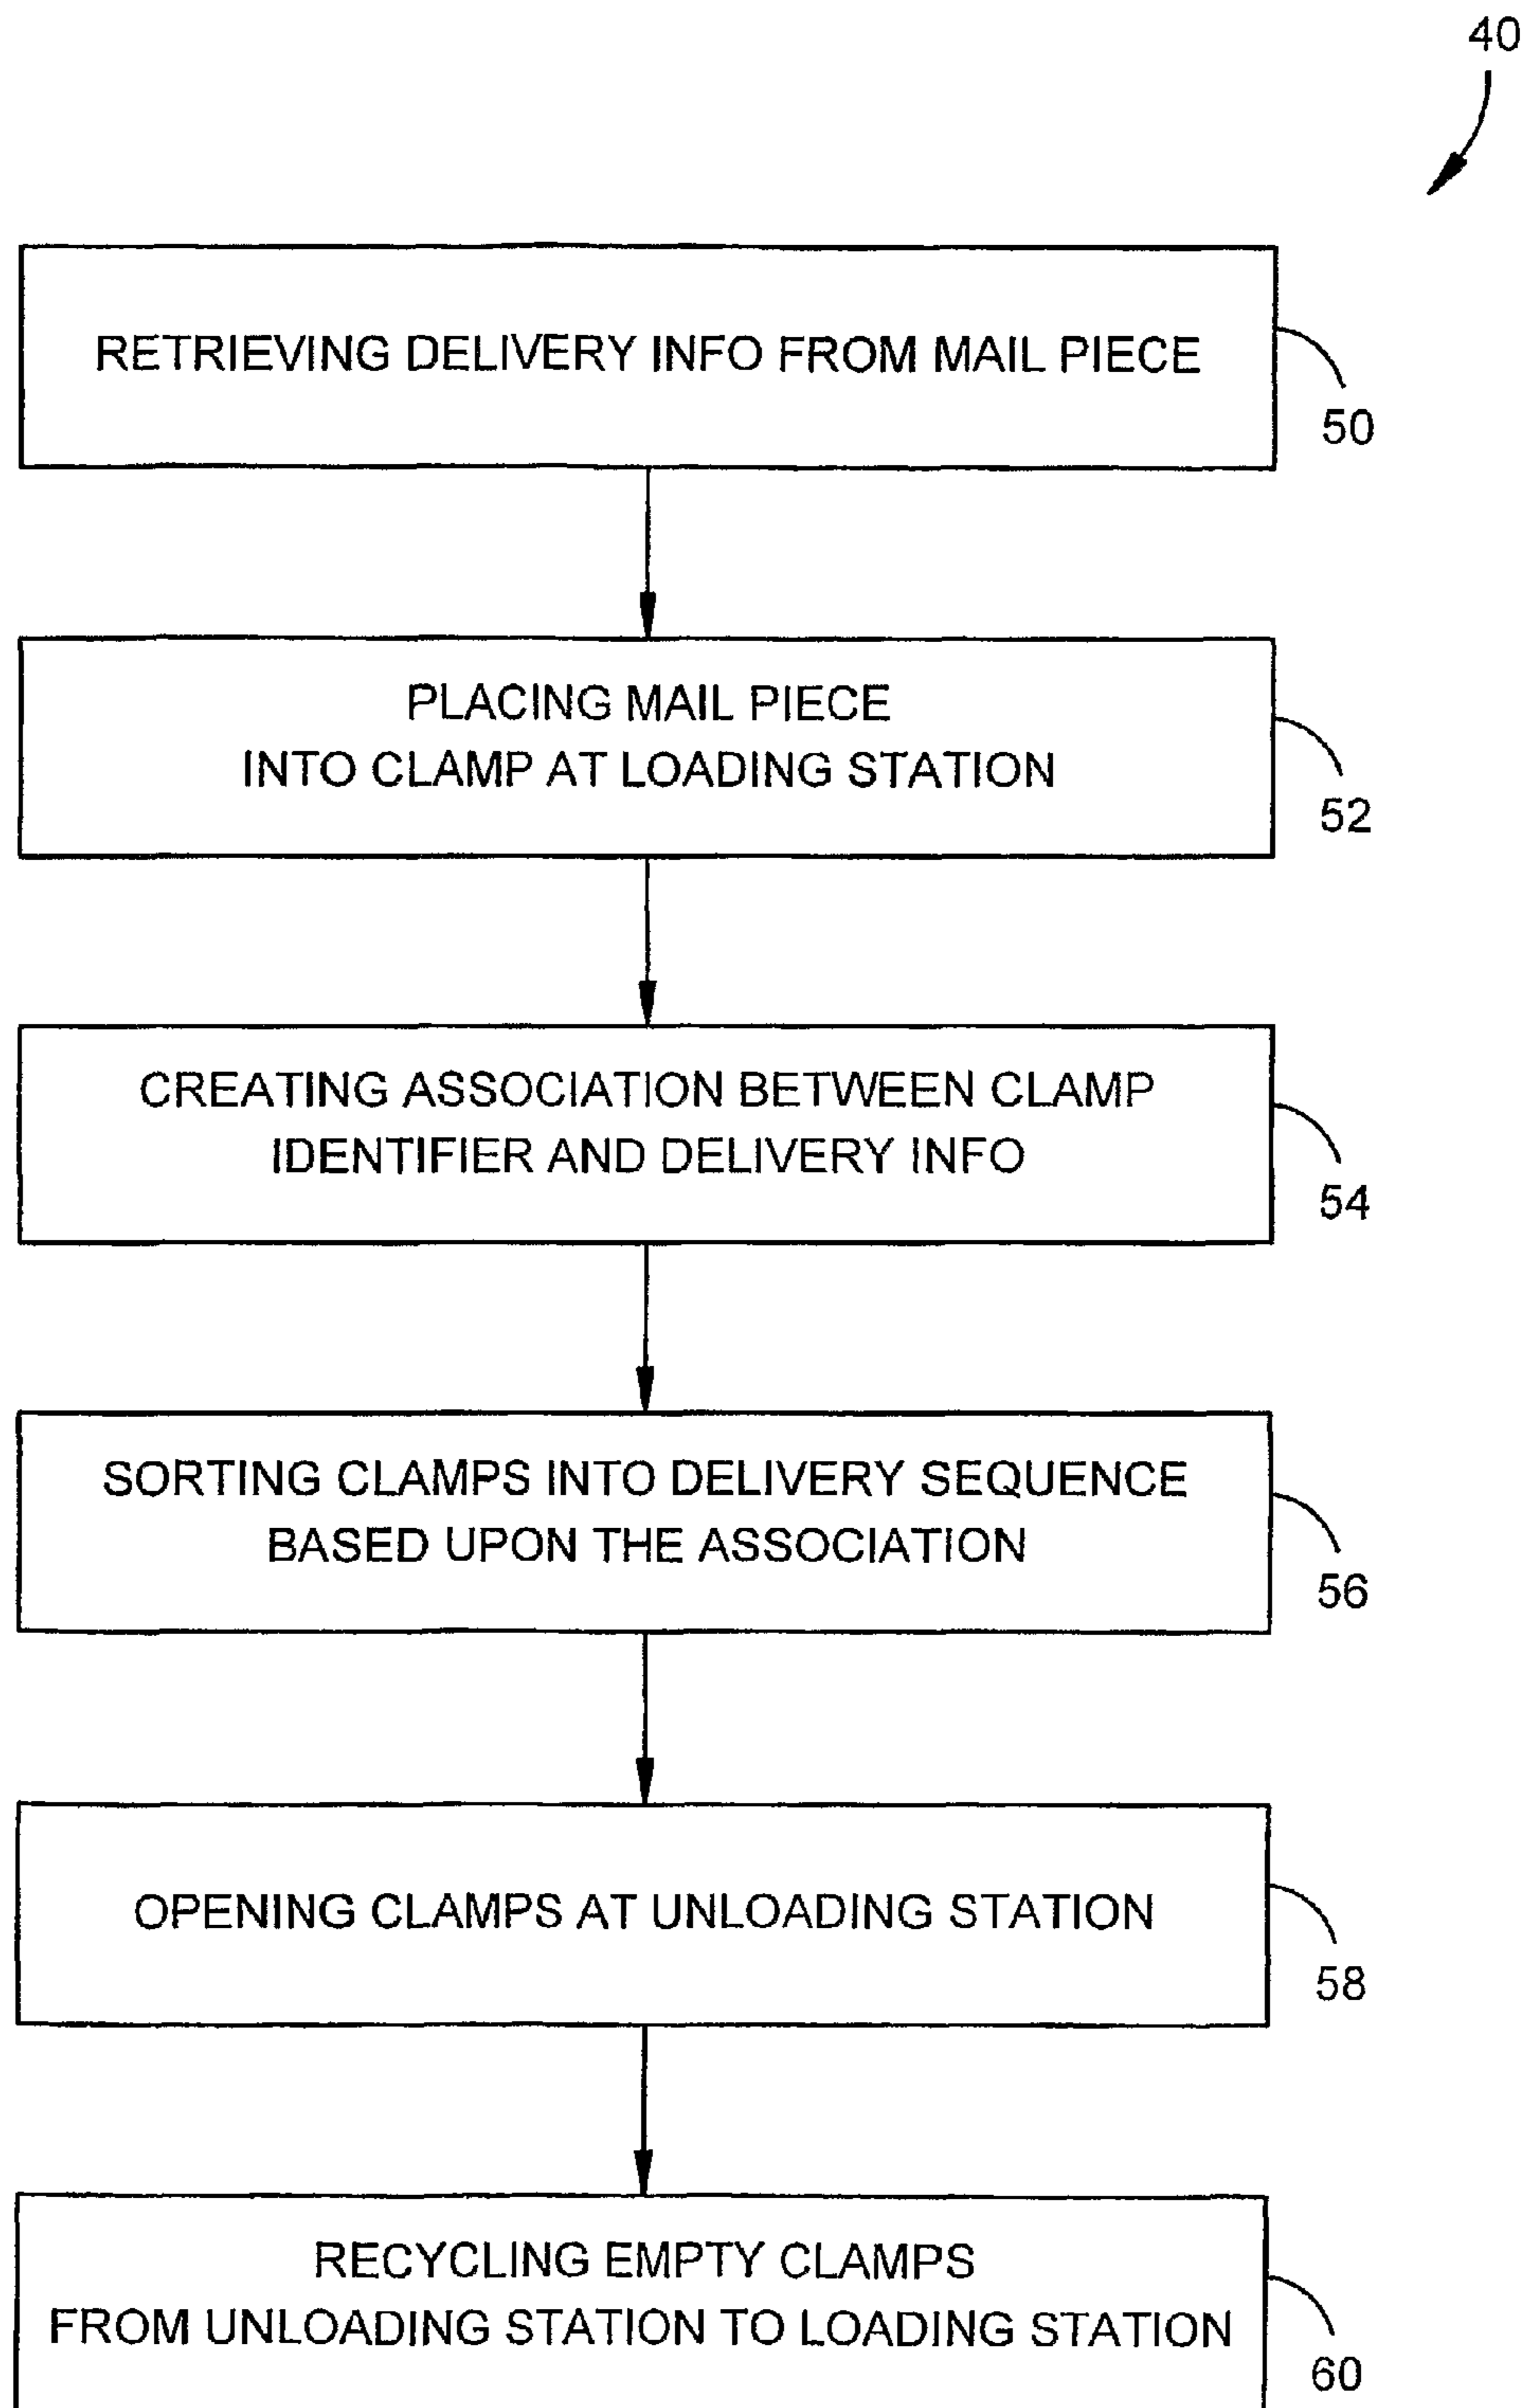 40
RETRIEVING DELIVERY INFO FROM MAIL PIECE
50
PLACING MAIL PIECE
INTO CLAMP AT LOADING STATION
52
CREATING ASSOCIATION BETWEEN CLAMP
IDENTIFIER AND DELIVERY INFO
54
SORTING CLAMPS INTO DELIVERY SEQUENCE
BASED UPON THE ASSOCIATION
56
OPENING CLAMPS AT UNLOADING STATION
58
RECYCLING EMPTY CLAMPS
FROM UNLOADING STATION TO LOADING STATION
60